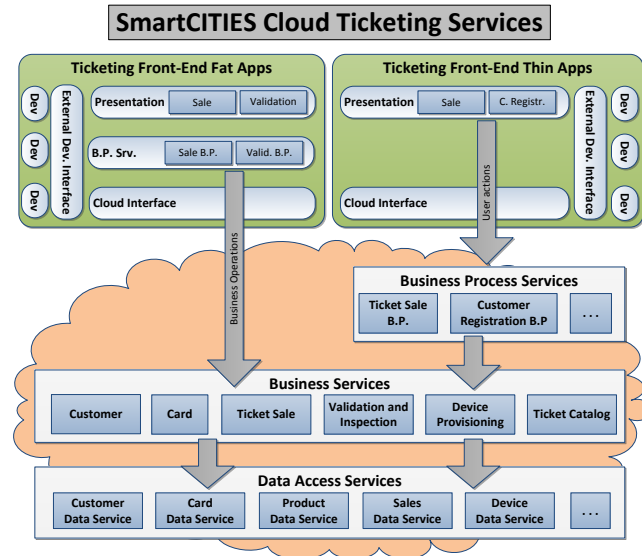 SmartCITIES Cloud Ticketing Services
Ticketing Front-End Fat Apps
Dev
Dev
Dev
External Dev. Interface
Presentation
Sale
Validation
B.P. Srv.
Sale B.P.
Valid. B.P.
Cloud Interface
Ticketing Front-End Thin Apps
Presentation
Sale
C. Registr.
Cloud Interface
External Dev. Interface
Dev
Dev
Dev
Business Operations
User actions
Business Process Services
Ticket Sale
B.P.
Customer
Registration B.P
...
Business Services
Customer
Card
Ticket Sale
Validation and
Inspection
Device
Provisioning
Ticket Catalog
Data Access Services
Customer
Data Service
Card
Data Service
Product
Data Service
Sales
Data Service
Device
Data Service
...